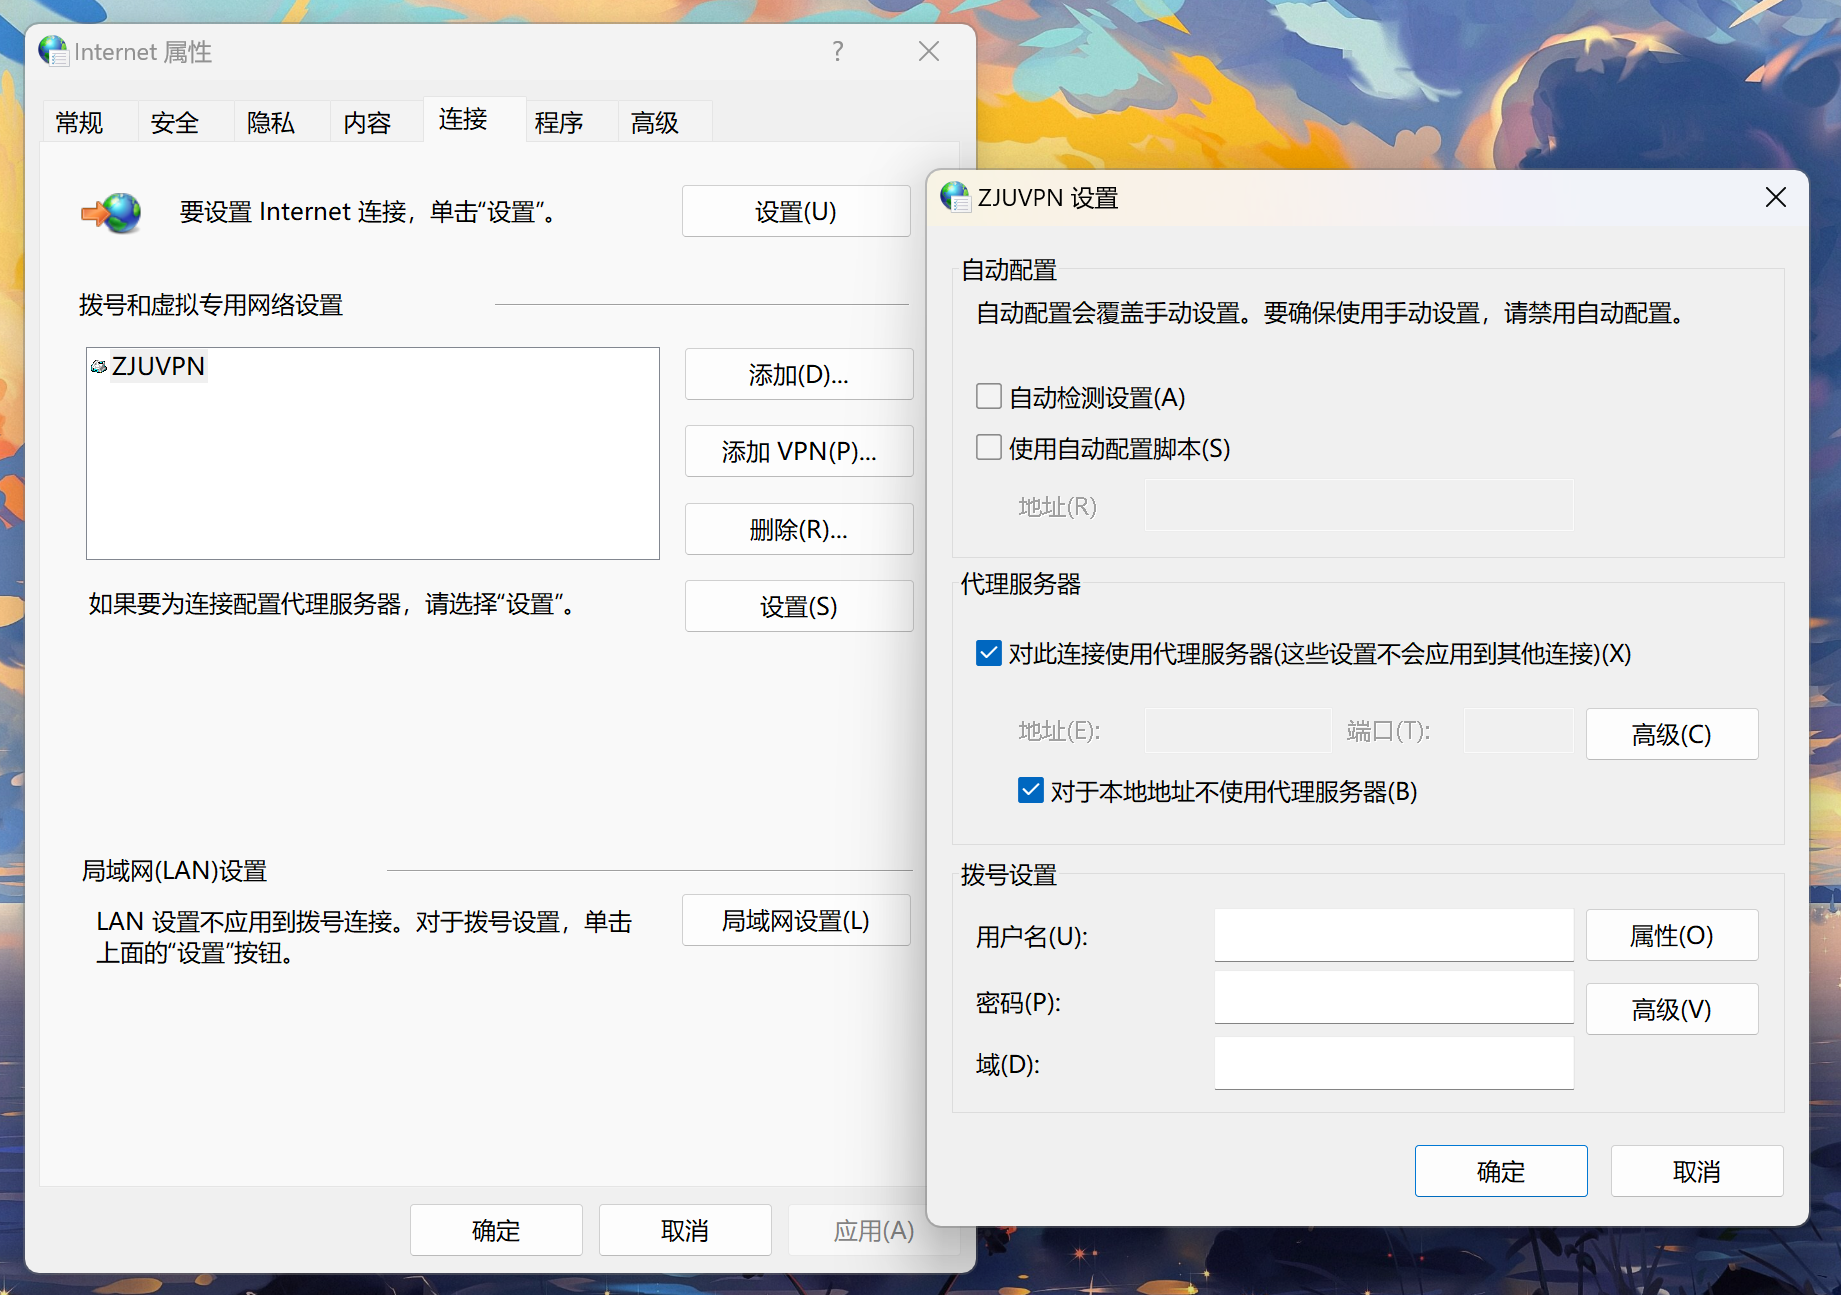 Internet 属性
常规
安全
隐私
内容
连接
程序
高级
要设置 Internet 连接，单击“设置”。
设置(U)
拨号和虚拟专用网络设置
ZJUVPN
添加(D)...
添加 VPN(P)...
删除(R)...
如果要为连接配置代理服务器，请选择“设置”。
设置(S)
局域网(LAN)设置
LAN 设置不应用到拨号连接。对于拨号设置，单击
上面的“设置”按钮。
局域网设置(L)
确定
取消
应用(A)
ZJUVPN 设置
自动配置
自动配置会覆盖手动设置。要确保使用手动设置，请禁用自动配置。
自动检测设置(A)
使用自动配置脚本(S)
地址(R)
代理服务器
对此连接使用代理服务器(这些设置不会应用到其他连接)(X)
地址(E):
端口(T):
高级(C)
对于本地地址不使用代理服务器(B)
拨号设置
用户名(U):
属性(O)
密码(P):
高级(V)
域(D):
确定
取消